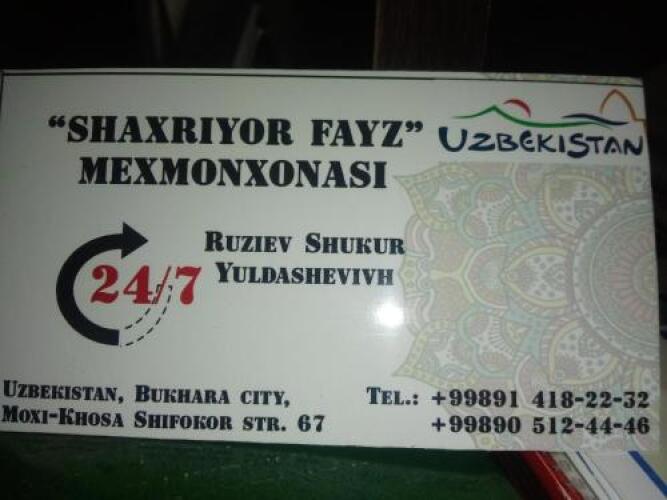 “SHAXRIYOR FAYZ”
MEXMONXONASI
UZBEKISTAN
24/7
RUZIEV SHUKUR
YULDASHEVIVH
UZBEKISTAN, BUKHARA CITY,
MOXI-KHOSA SHIFOKOR STR. 67
TEL.: +99891 418-22-32
+99890 512-44-46